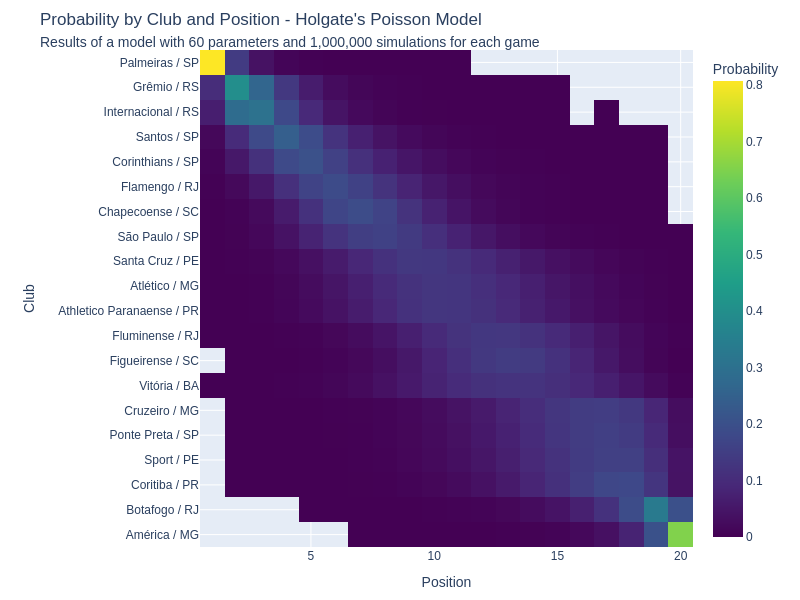 Probability by Club and Position - Holgate's Poisson Model
Results of a model with 60 parameters and 1,000,000 simulations for each game
Probability
Palmeiras / SP
Grêmio / RS
Internacional / RS
Santos / SP
Corinthians / SP
Flamengo / RJ
Chapecoense / SC
São Paulo / SP
Santa Cruz / PE
Atlético / MG
Athletico Paranaense / PR
Fluminense / RJ
Figueirense / SC
Vitória / BA
Cruzeiro / MG
Ponte Preta / SP
Sport / PE
Coritiba / PR
Botafogo / RJ
América / MG
Club
5 10 15 20
Position
0.8
0.7
0.6
0.5
0.4
0.3
0.2
0.1
0